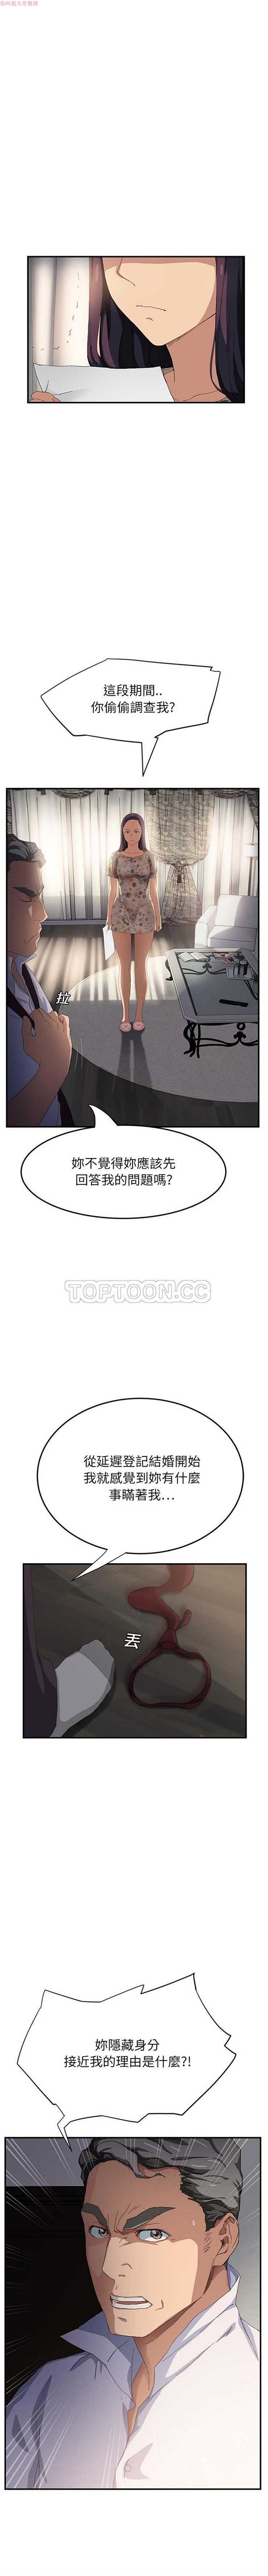 這段期間..
你偷偷調查我?
拉
妳不覺得妳應該先
回答我的問題嗎?
TOPTOON.CC
從延遲登記結婚開始
我就感覺到妳有什麼
事瞞著我...
丟
妳隱藏身分
接近我的理由是什麼?!